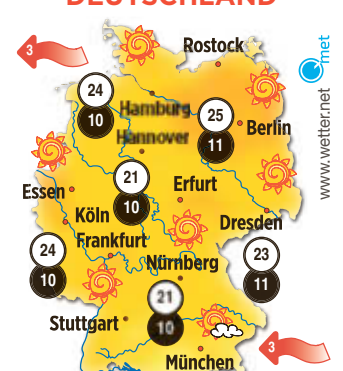 DEUTSCHLAND
3
Rostock
met
24
Hamburg
10
25
Berlin
Hannover
11
www.wetter.net
21
Erfurt
Essen
10
Köln
Dresden
Frankfurt
24
23
Nürnberg
10
11
21
Stuttgart
10
3
München